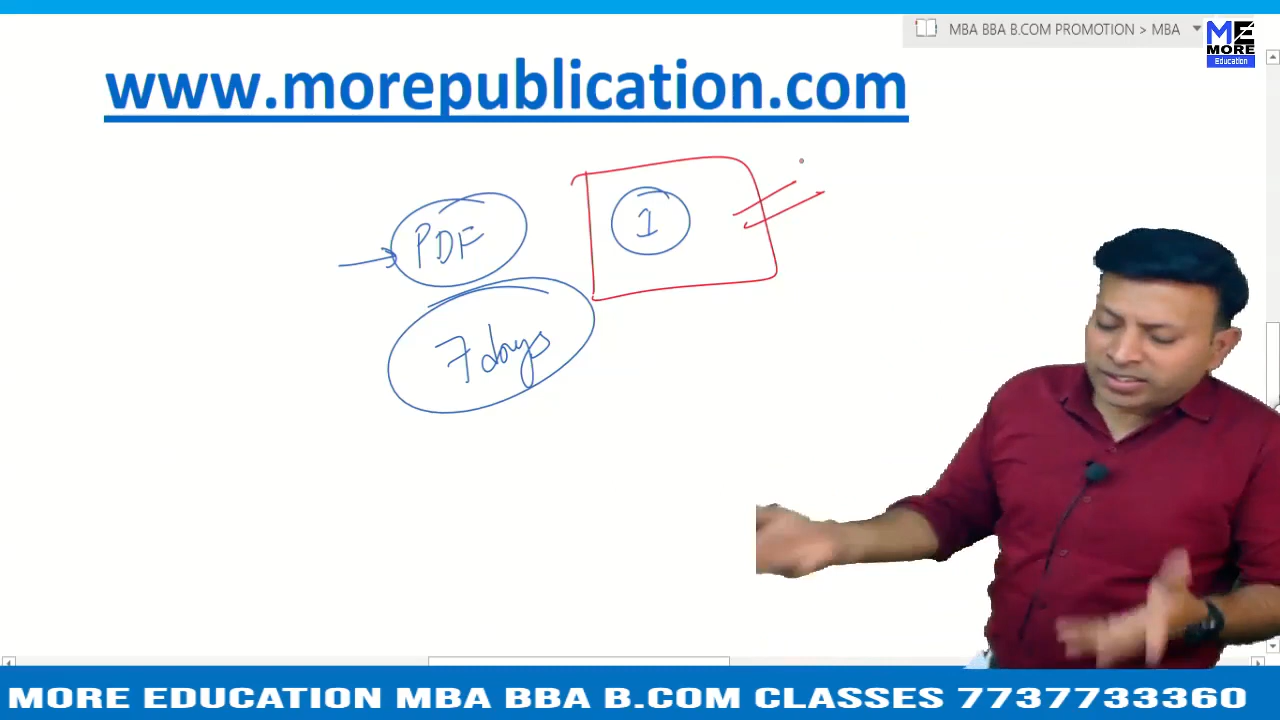 MBA BBA B.COM PROMOTION > MBA
ME
MORE
Education
www.morepublication.com
PDF
1
7 days
MORE EDUCATION MBA BBA B.COM CLASSES 7737733360